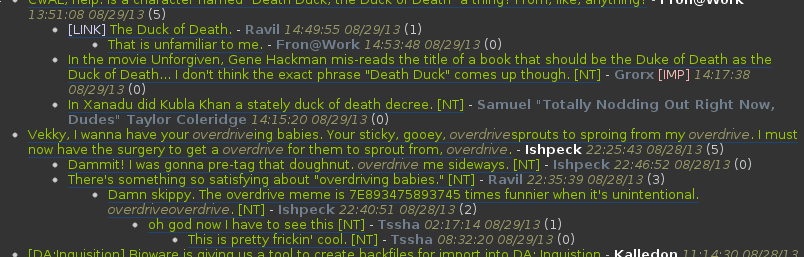 CwAL, help. Is a character named "Death Duck, the Duck of Death" a thing? From, like, anything? - Fron@Work
13:51:08 08/29/13 (5)
[LINK] The Duck of Death. - Ravil 14:49:55 08/29/13 (1)
That is unfamiliar to me. - Fron@Work 14:53:48 08/29/13 (0)
In the movie Unforgiven, Gene Hackman mis-reads the title of a book that should be the Duke of Death as the
Duck of Death... I don't think the exact phrase "Death Duck" comes up though. [NT] - Grorx [IMP] 14:17:38
08/29/13 (0)
In Xanadu did Kubla Khan a stately duck of death decree. [NT] - Samuel "Totally Nodding Out Right Now,
Dudes" Taylor Coleridge 14:15:20 08/29/13 (0)
Vekky, I wanna have your overdriveing babies. Your sticky, gooey, overdrivesprouts to sproing from my overdrive. I must
now have the surgery to get a overdrive for them to sprout from, overdrive. - Ishpeck 22:25:43 08/28/13 (5)
Dammit! I was gonna pre-tag that doughnut. overdrive me sideways. [NT] - Ishpeck 22:46:52 08/28/13 (0)
There's something so satisfying about "overdriving babies." [NT] - Ravil 22:35:39 08/28/13 (3)
Damn skippy. The overdrive meme is 7E893475893745 times funnier when it's unintentional.
overdriveoverdrive. [NT] - Ishpeck 22:40:51 08/28/13 (2)
oh god now I have to see this [NT] - Tssha 02:17:14 08/29/13 (1)
This is pretty frickin' cool. [NT] - Tssha 08:32:20 08/29/13 (0)
[DA:Inquisition] Bioware is giving us a tool to create backfiles for import into DA: Inquistion - Kalledon 11:14:30 08/28/13